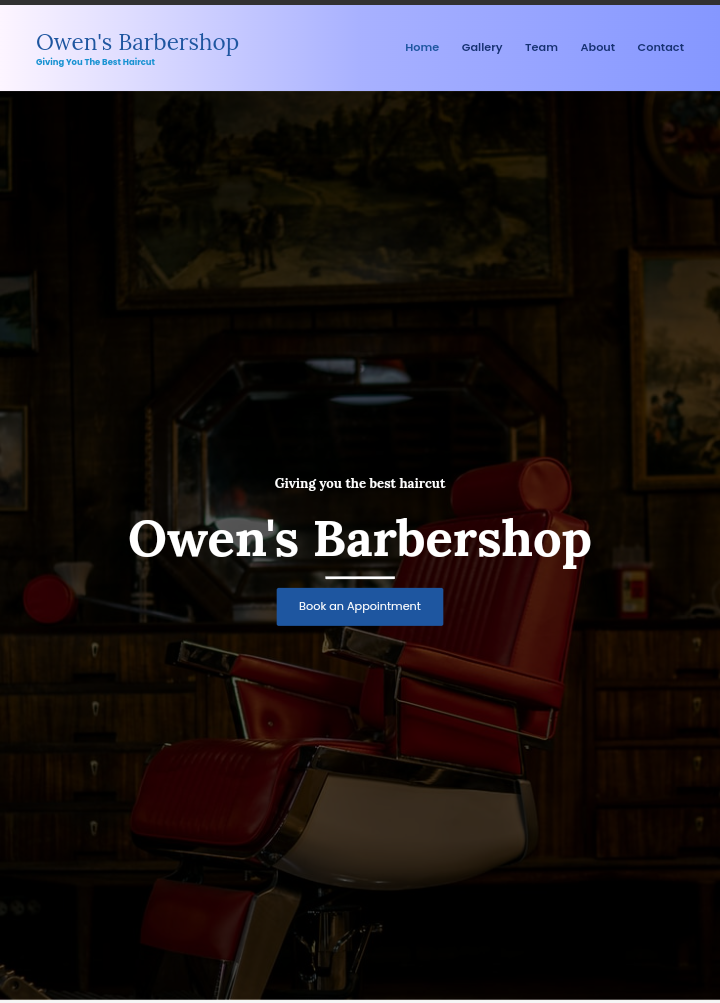 Owen's Barbershop
Giving You The Best Haircut
Home Gallery Team About Contact
Giving you the best haircut
Owen's Barbershop
Book an Appointment